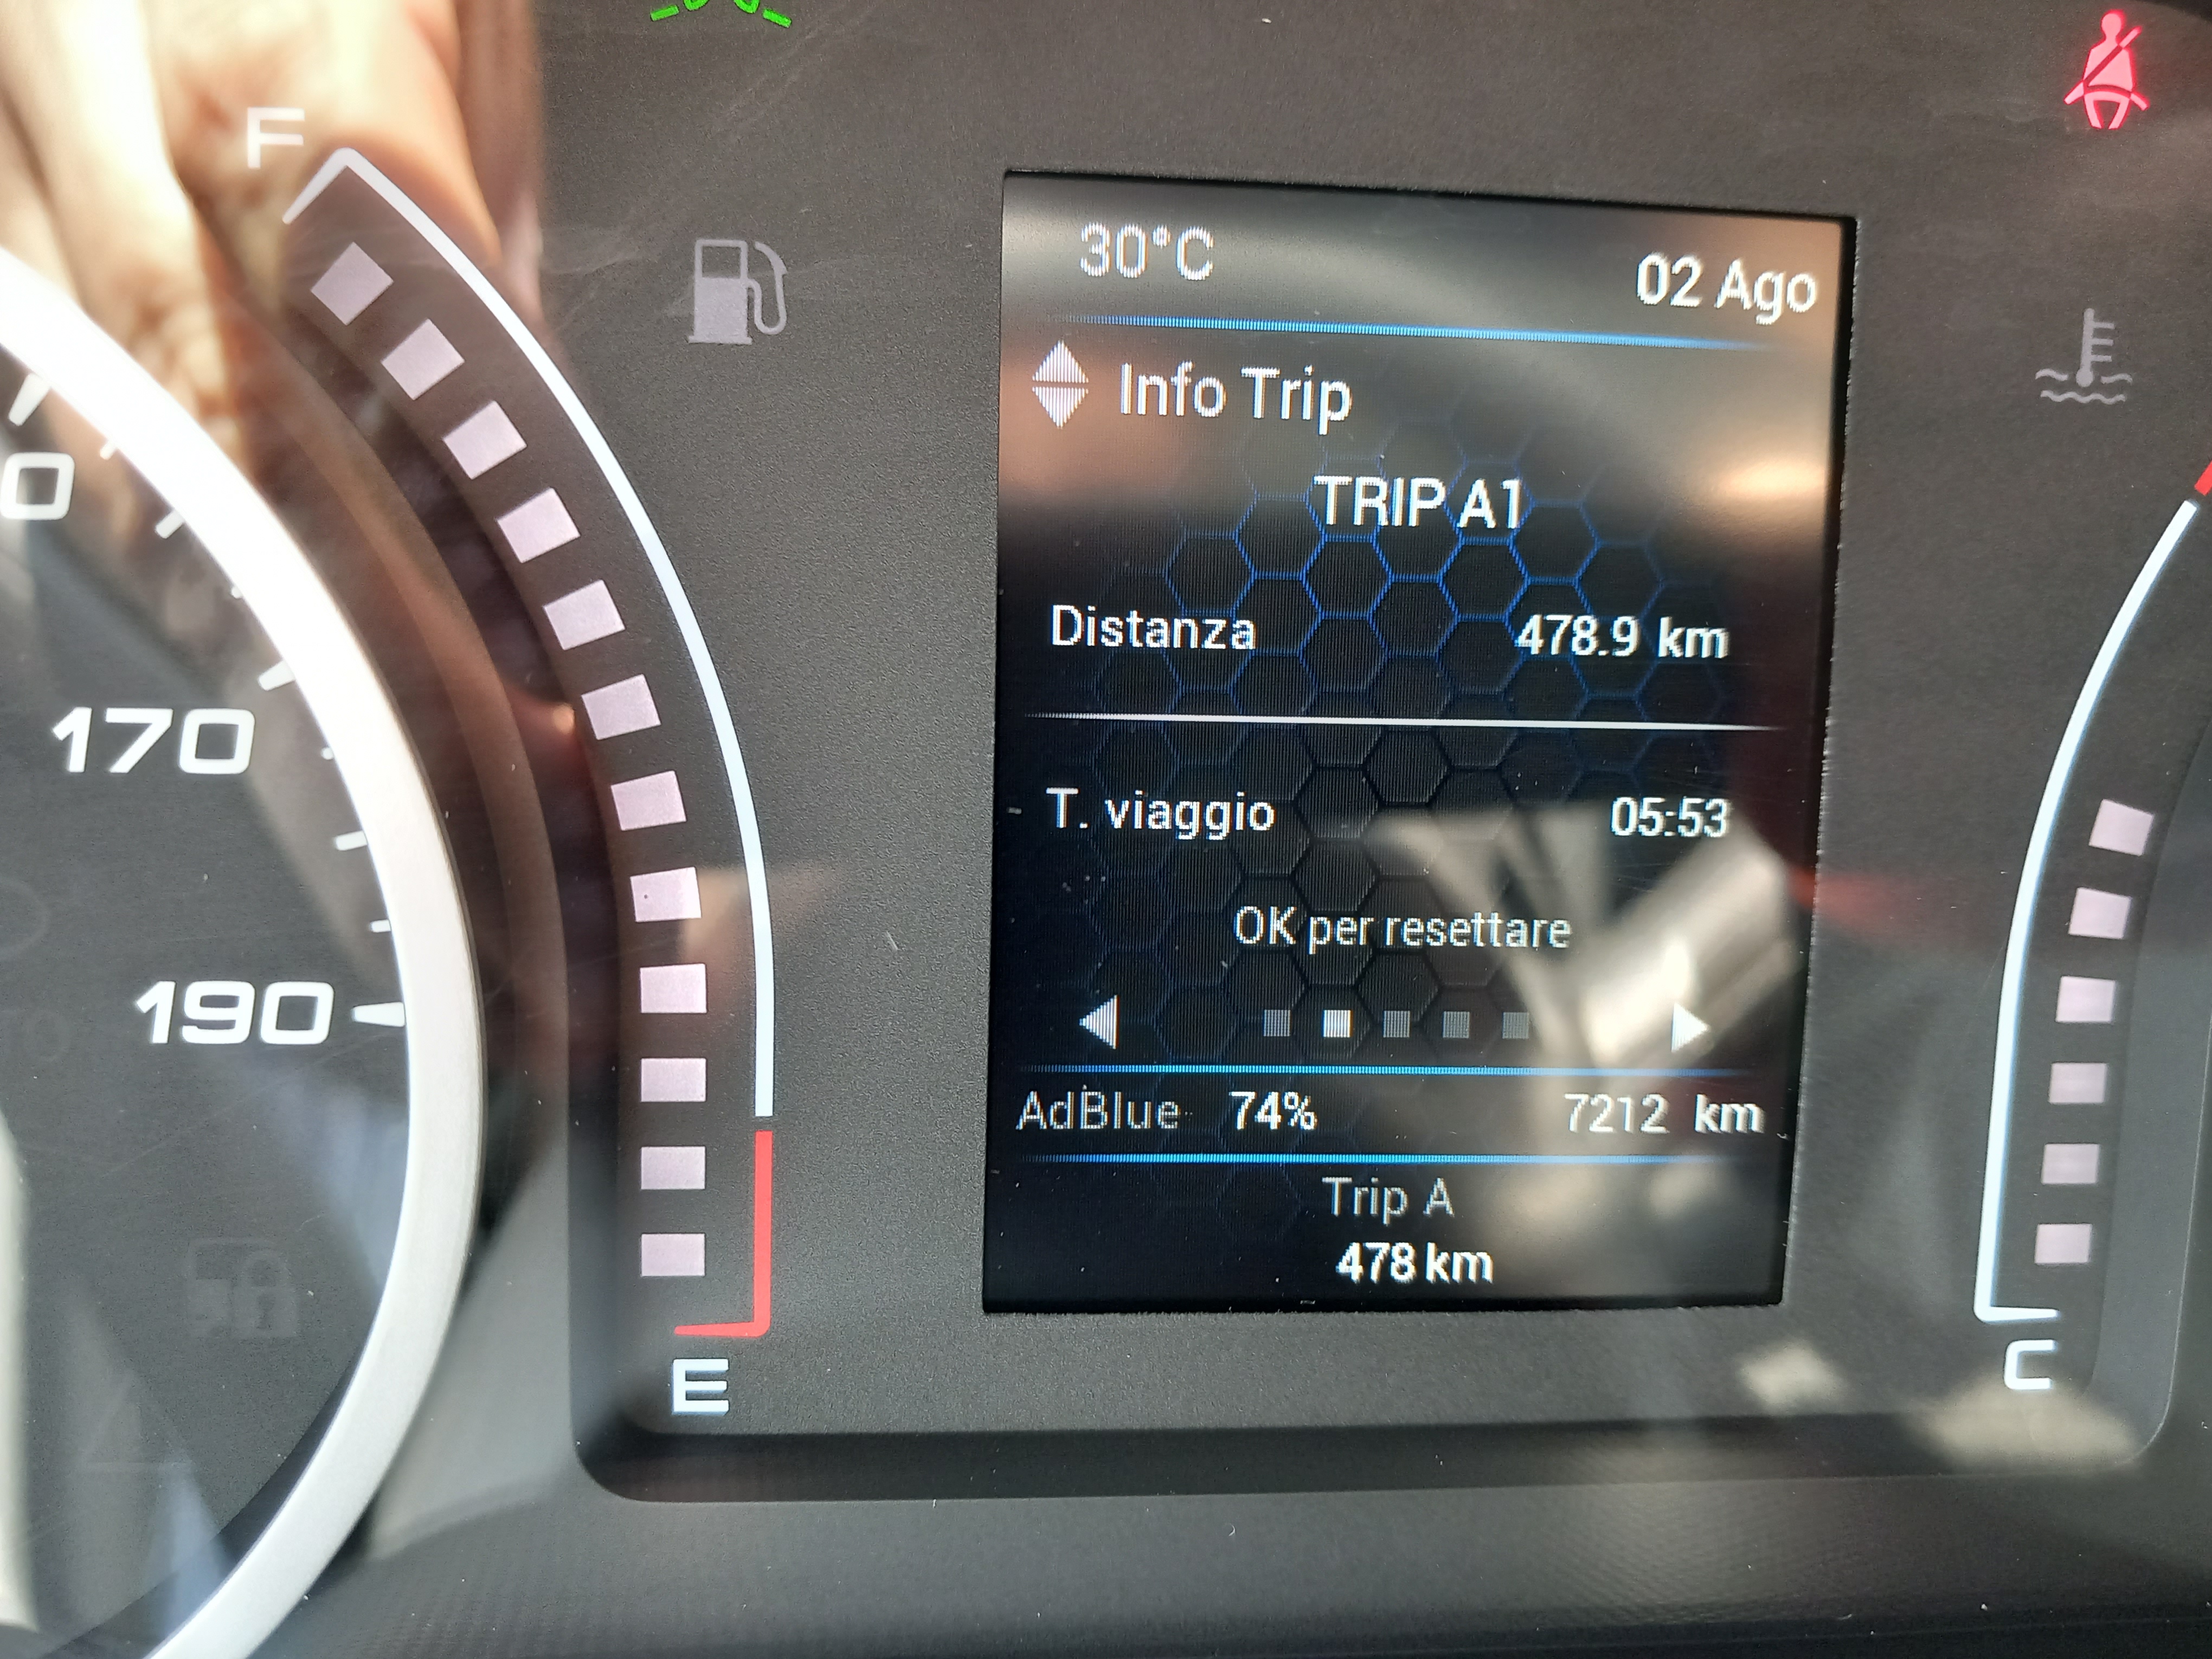 F
30°C
02 Ago
Info Trip
TRIP A1
Distanza 478.9 km
170
T. viaggio 05:53
OK per resettare
190
AdBlue 74% 7212 km
Trip A
478 km
E
C